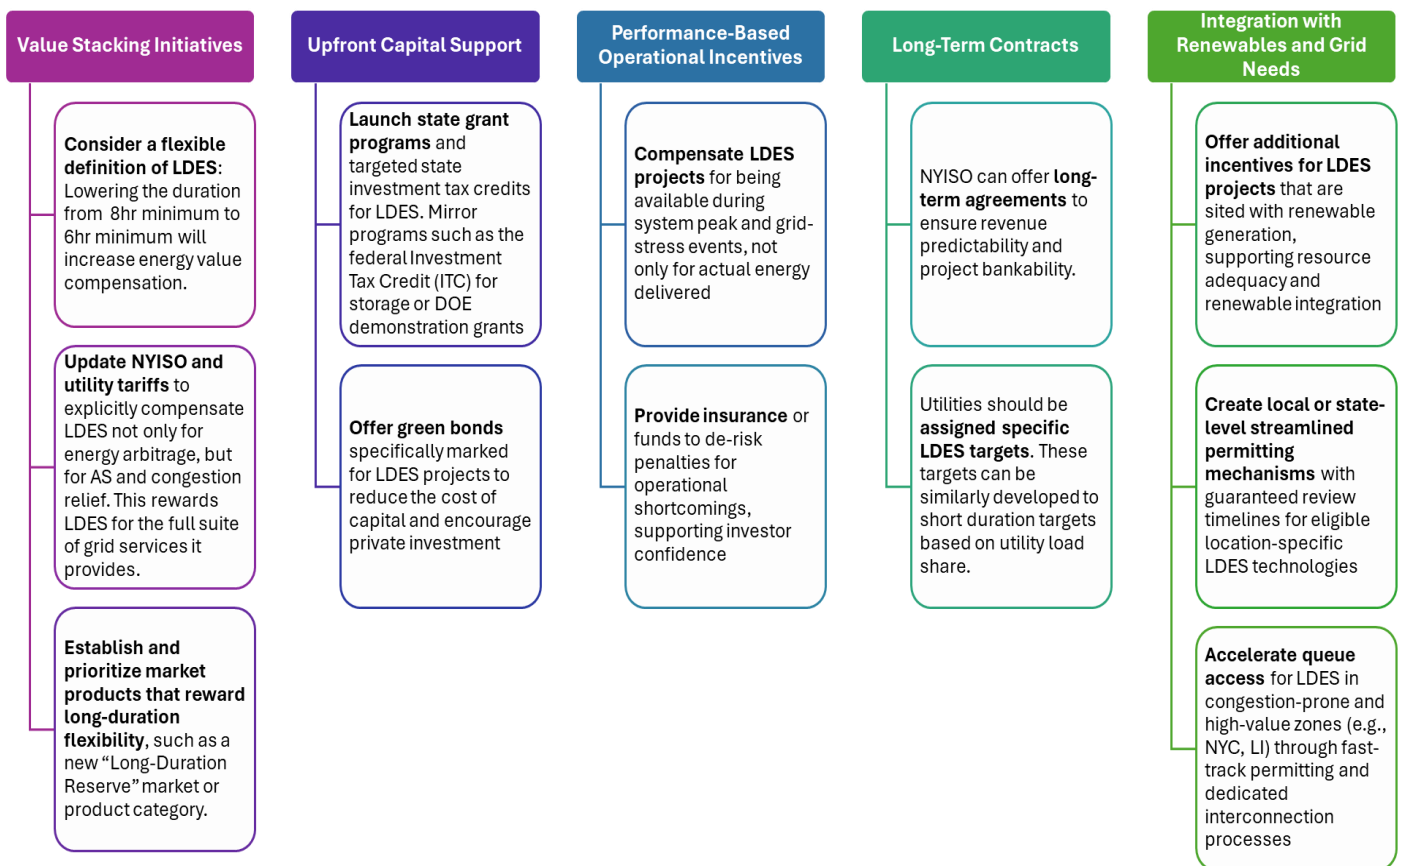 Value Stacking Initiatives
Consider a flexible
definition of LDES:
Lowering the duration
from 8hr minimum to
6hr minimum will
increase energy value
compensation.
Update NYISO and
utility tariffs to
explicitly compensate
LDES not only for
energy arbitrage, but
for AS and congestion
relief. This rewards
LDES for the full suite
of grid services it
provides.
Establish and
prioritize market
products that reward
long-duration
flexibility, such as a
new “Long-Duration
Reserve” market or
product category.
Upfront Capital Support
Launch state grant
programs and
targeted state
investment tax credits
for LDES. Mirror
programs such as the
federal Investment
Tax Credit (ITC) for
storage or DOE
demonstration grants
Offer green bonds
specifically marked
for LDES projects to
reduce the cost of
capital and encourage
private investment
Performance-Based
Operational Incentives
Compensate LDES
projects for being
available during
system peak and grid-
stress events, not
only for actual energy
delivered
Provide insurance or
funds to de-risk
penalties for
operational
shortcomings,
supporting investor
confidence
Long-Term Contracts
NYISO can offer long-
term agreements to
ensure revenue
predictability and
project bankability.
Utilities should be
assigned specific
LDES targets. These
targets can be
similarly developed to
short duration targets
based on utility load
share.
Integration with
Renewables and Grid
Needs
Offer additional
incentives for LDES
projects that are
sited with renewable
generation,
supporting resource
adequacy and
renewable integration
Create local or state-
level streamlined
permitting
mechanisms with
guaranteed review
timelines for eligible
location-specific
LDES technologies
Accelerate queue
access for LDES in
congestion-prone and
high-value zones (e.g.,
NYC, LI) through fast-
track permitting and
dedicated
interconnection
processes